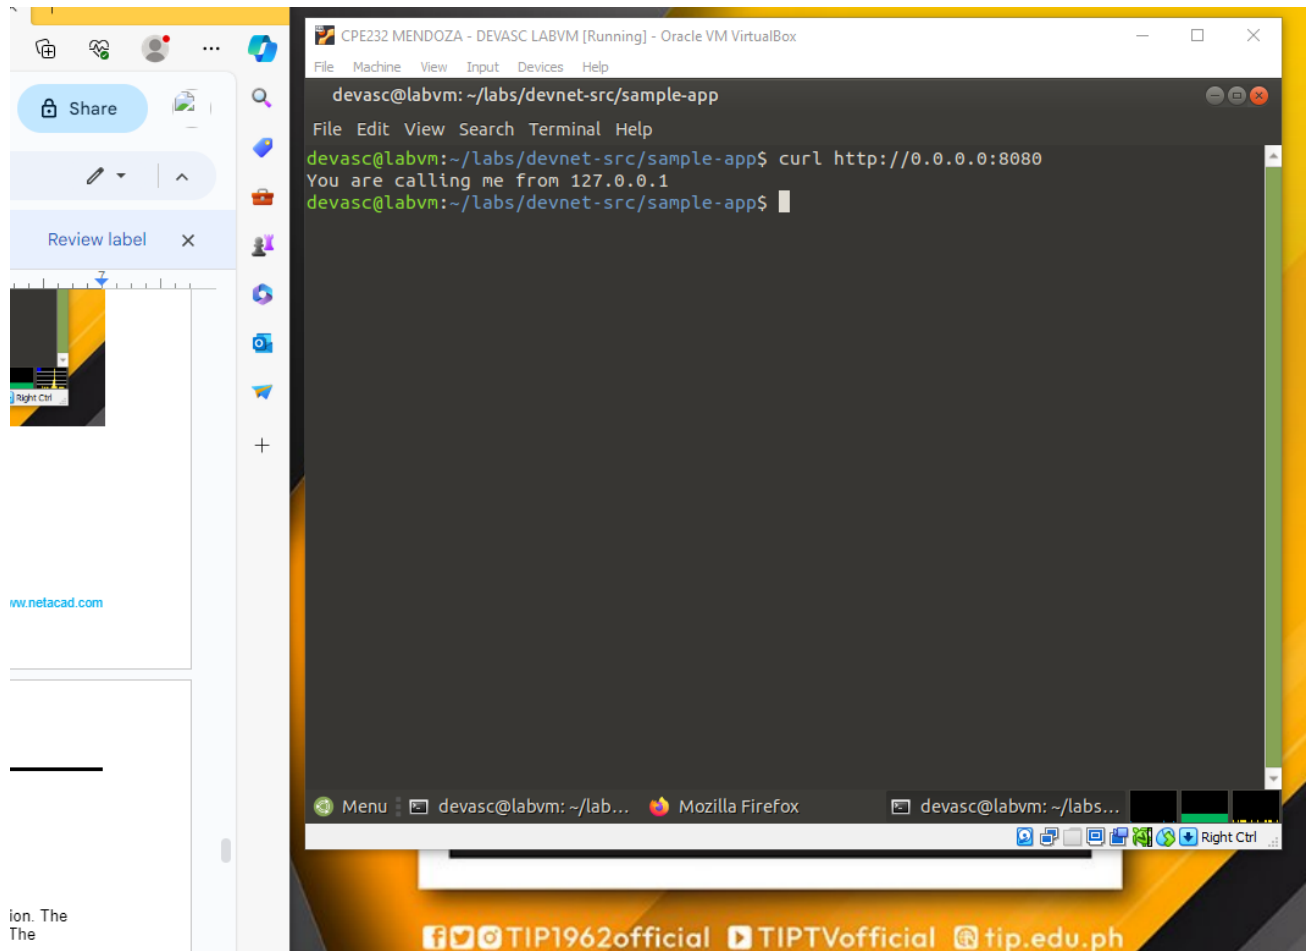 Share
Review label
7
Right Ctrl
ww.netacad.com
ion. The
The
CPE232 MENDOZA - DEVASC LABVM [Running] - Oracle VM VirtualBox
File Machine View Input Devices Help
devasc@labvm: ~/labs/devnet-src/sample-app
File Edit View Search Terminal Help
devasc@labvm:~/labs/devnet-src/sample-app$ curl http://0.0.0.0:8080
You are calling me from 127.0.0.1
devasc@labvm:~/labs/devnet-src/sample-app$
Menu devasc@labvm: ~/lab... Mozilla Firefox devasc@labvm: ~/labs...
Right Ctrl
TIP1962official TIPTVofficial tip.edu.ph